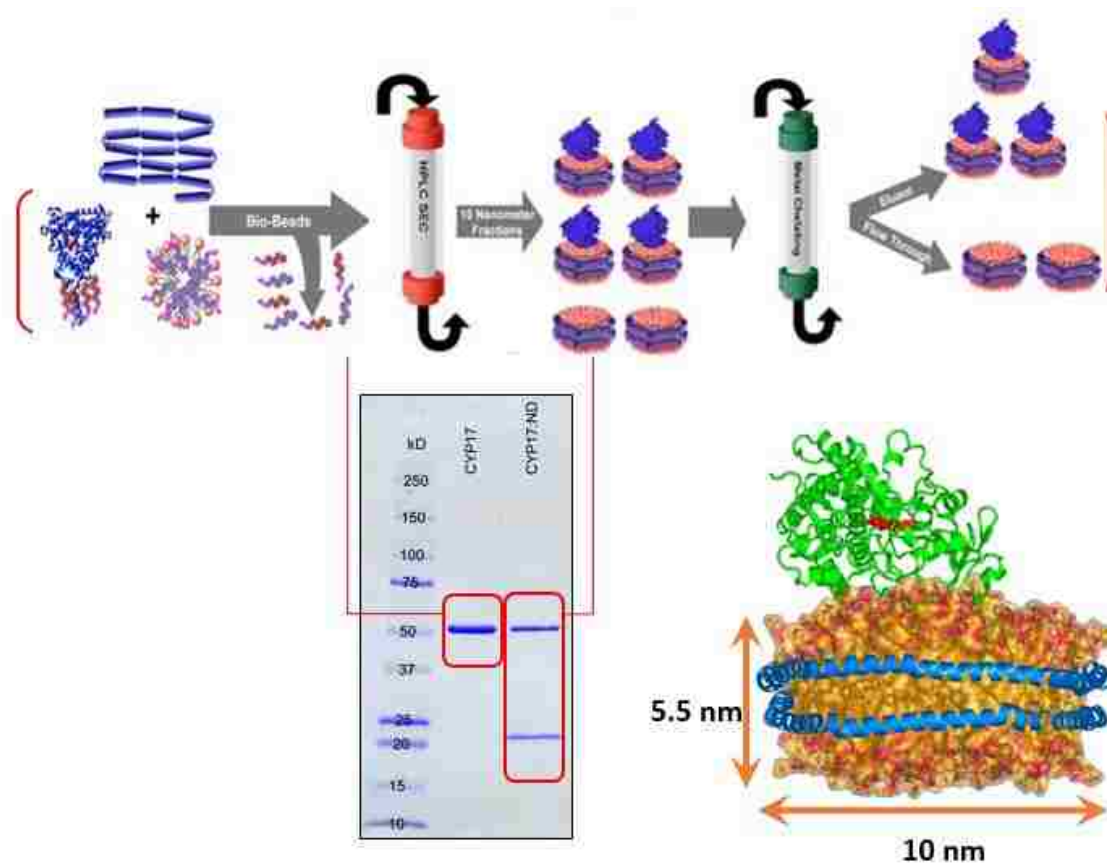 +
Bio-Beads
HPLC SEC
10 Nanometer
Fractions
Metal Chelating
Eluent
Flow Through
kD
CYP17
CYP17:ND
250
150
100
75
50
37
25
20
15
10
5.5 nm
10 nm